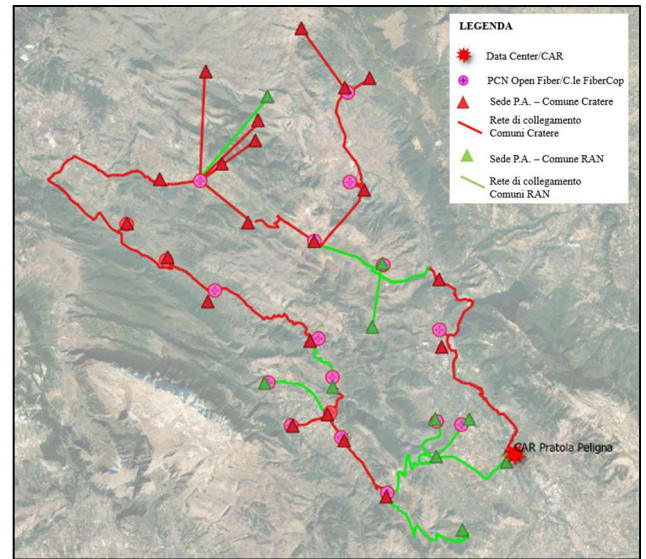 LEGENDA
Data Center/CAR
PCN Open Fiber/C.le FiberCop
Sede P.A. – Comune Cratere
Rete di collegamento
Comuni Cratere
Sede P.A. – Comune RAN
Rete di collegamento
Comuni RAN
CAR Pratola Peligna